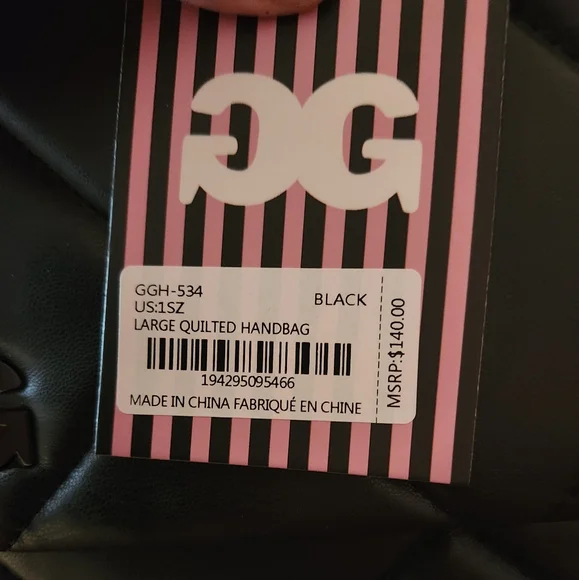 GG
GGH-534
BLACK
US:1SZ
LARGE QUILTED HANDBAG
194295095466
MADE IN CHINA FABRIQUÉ EN CHINE
MSRP:$140.00